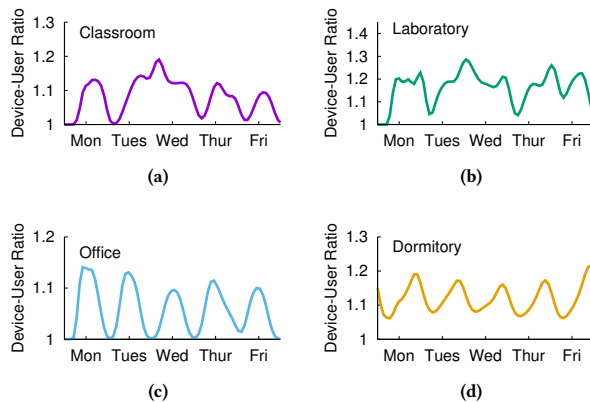 Classroom
Device-User Ratio
1.3
1.2
1.1
1
Mon Tues Wed Thur Fri
(a)
Laboratory
Device-User Ratio
1.4
1.3
1.2
1.1
1
Mon Tues Wed Thur Fri
(b)
Office
Device-User Ratio
1.2
1.1
1
Mon Tues Wed Thur Fri
(c)
Dormitory
Device-User Ratio
1.3
1.2
1.1
1
Mon Tues Wed Thur Fri
(d)